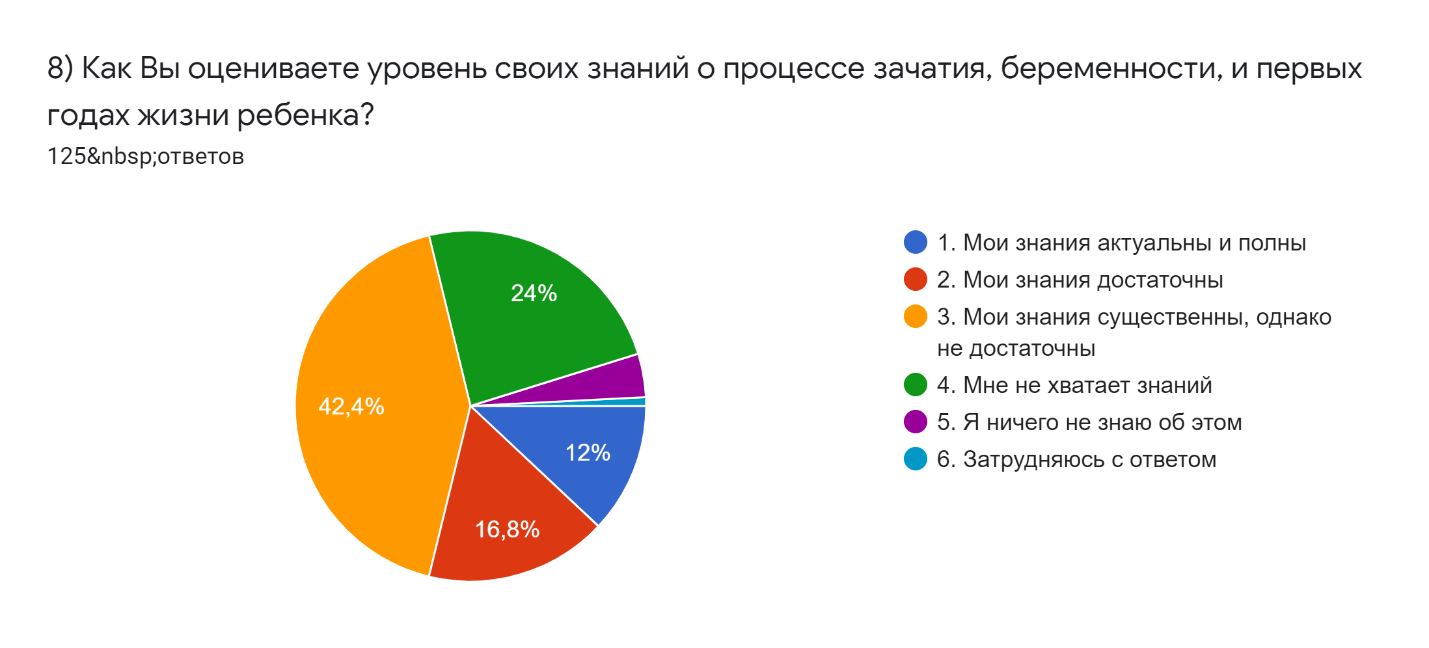 8) Как Вы оцениваете уровень своих знаний о процессе зачатия, беременности, и первых
годах жизни ребенка?
125&nbsp;ответов
24%
42,4%
12%
16,8%
1. Мои знания актуальны и полны
2. Мои знания достаточны
3. Мои знания существенны, однако
не достаточны
4. Мне не хватает знаний
5. Я ничего не знаю об этом
6. Затрудняюсь с ответом